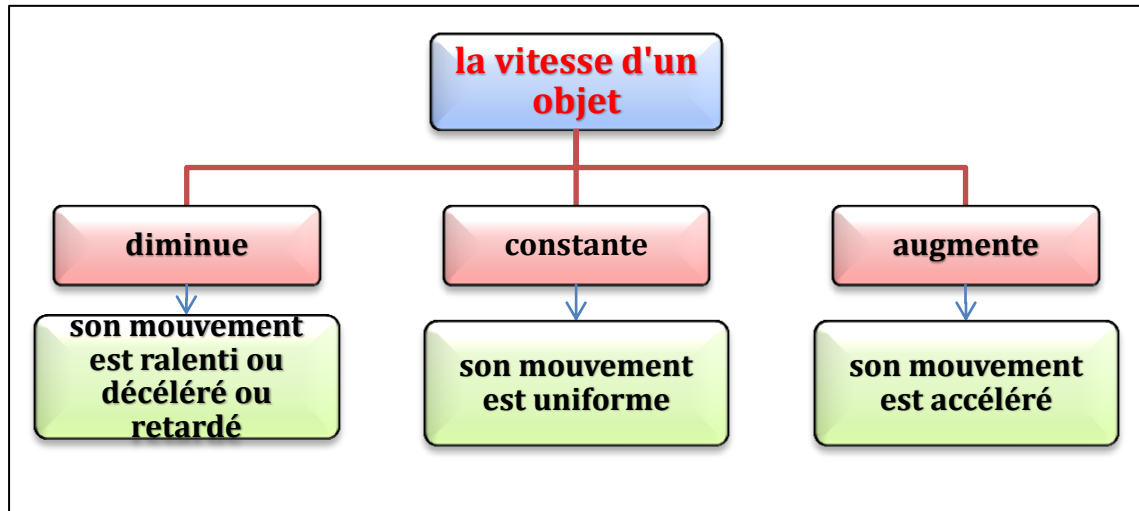 la vitesse d'un
objet
diminue
constante
augmente
son mouvement
est ralenti ou
décéléré ou
retardé
son mouvement
est uniforme
son mouvement
est accéléré